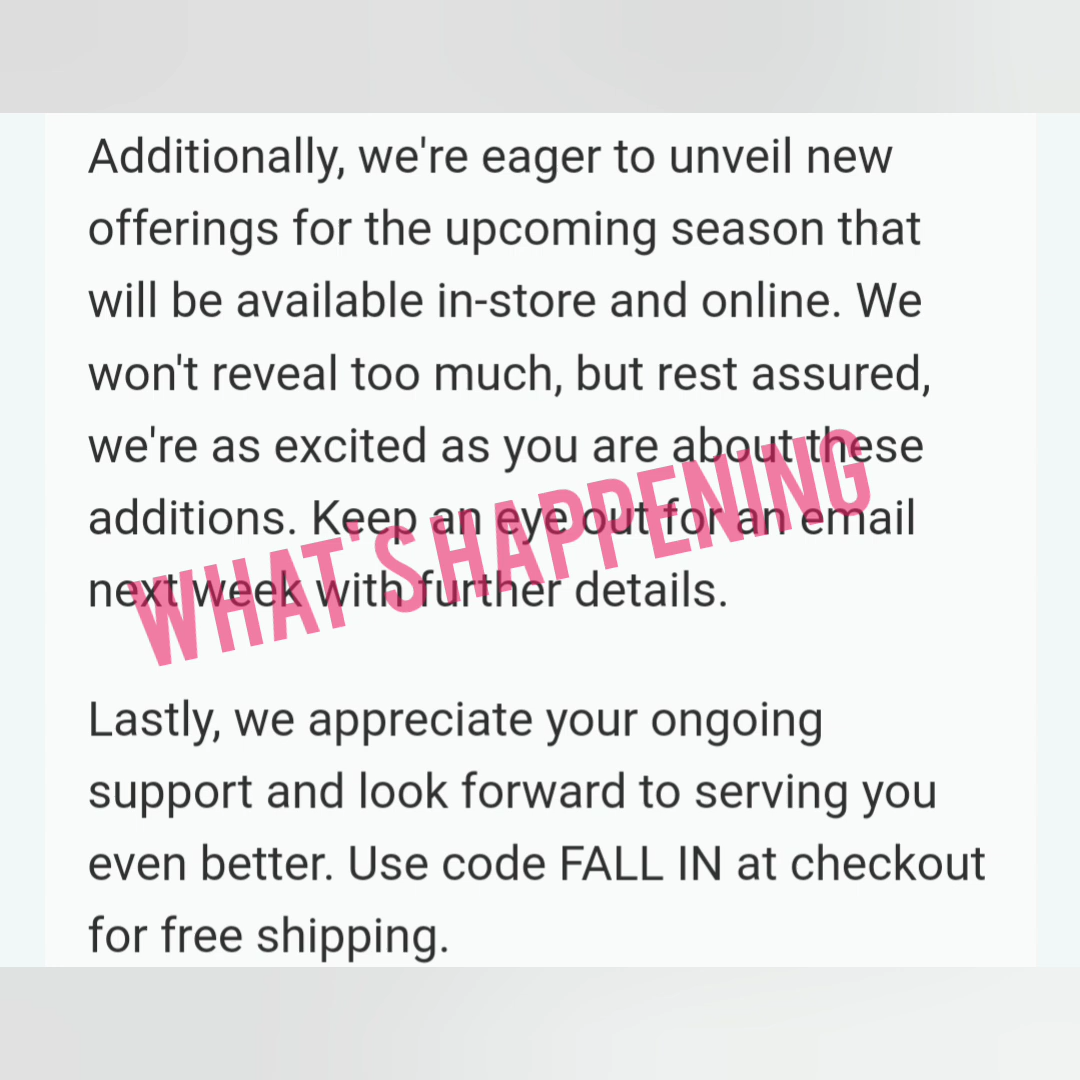 Additionally, we're eager to unveil new
offerings for the upcoming season that
will be available in-store and online. We
won't reveal too much, but rest assured,
we're as excited as you are about these
additions. Keep an eye out for an email
next week with further details.
WHAT'S HAPPENING
Lastly, we appreciate your ongoing
support and look forward to serving you
even better. Use code FALL IN at checkout
for free shipping.